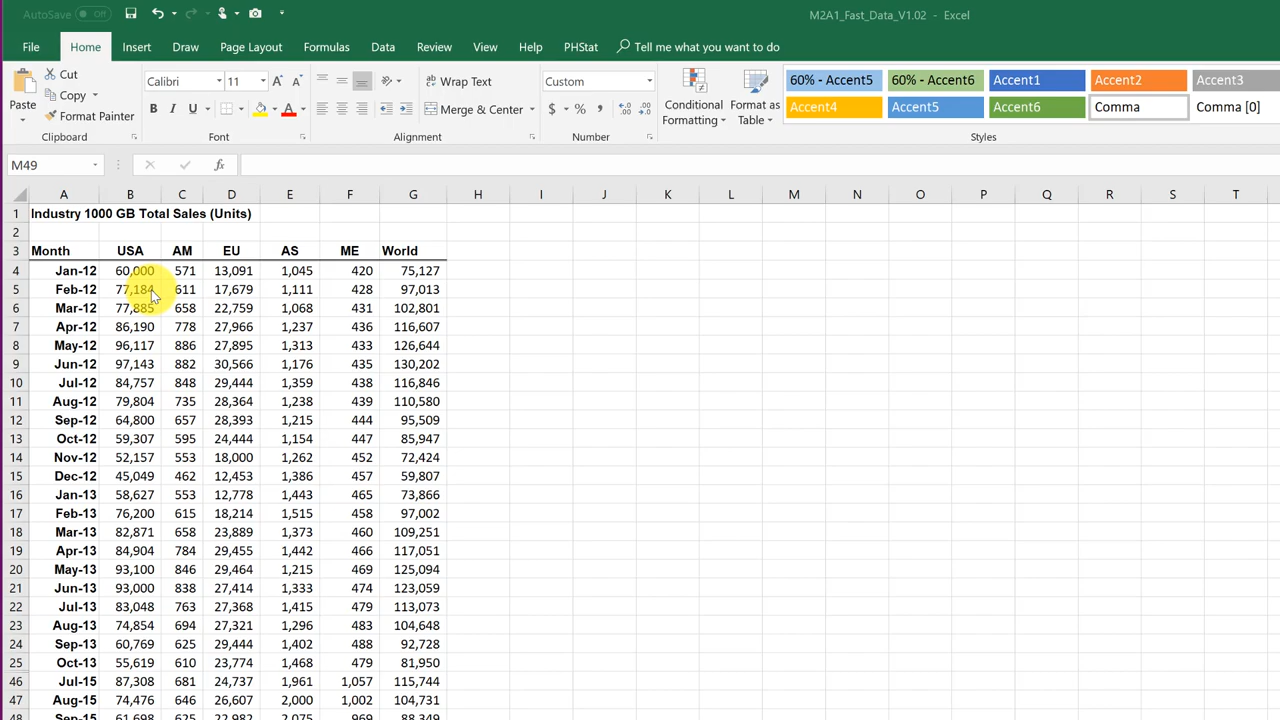 AutoSave Off M2A1_Fast_Data_V1.02 - Excel
File Home Insert Draw Page Layout Formulas Data Review View Help PHStat Tell me what you want to do
Paste Cut Calibri 11 Wrap Text Custom Conditional Formatting Format as Table 60% - Accent5 60% - Accent6 Accent1 Accent2 Accent3
Copy Format Painter B I U Merge & Center $ % , Accent4 Accent5 Accent6 Comma Comma [0]
Clipboard Font Alignment Number Styles
M49 fx
A B C D E F G H I J K L M N O P Q R S T
1 Industry 1000 GB Total Sales (Units)
2
3 Month USA AM EU AS ME World
4 Jan-12 60,000 571 13,091 1,045 420 75,127
5 Feb-12 77,184 611 17,679 1,111 428 97,013
6 Mar-12 77,885 658 22,759 1,068 431 102,801
7 Apr-12 86,190 778 27,966 1,237 436 116,607
8 May-12 96,117 886 27,895 1,313 433 126,644
9 Jun-12 97,143 882 30,566 1,176 435 130,202
10 Jul-12 84,757 848 29,444 1,359 438 116,846
11 Aug-12 79,804 735 28,364 1,238 439 110,580
12 Sep-12 64,800 657 28,393 1,215 444 95,509
13 Oct-12 59,307 595 24,444 1,154 447 85,947
14 Nov-12 52,157 553 18,000 1,262 452 72,424
15 Dec-12 45,049 462 12,453 1,386 457 59,807
16 Jan-13 58,627 553 12,778 1,443 465 73,866
17 Feb-13 76,200 615 18,214 1,515 458 97,002
18 Mar-13 82,871 658 23,889 1,373 460 109,251
19 Apr-13 84,904 784 29,455 1,442 466 117,051
20 May-13 93,100 846 29,464 1,215 469 125,094
21 Jun-13 93,000 838 27,414 1,333 474 123,059
22 Jul-13 83,048 763 27,368 1,415 479 113,073
23 Aug-13 74,854 694 27,321 1,296 483 104,648
24 Sep-13 60,769 625 29,444 1,402 488 92,728
25 Oct-13 55,619 610 23,774 1,468 479 81,950
46 Jul-15 87,308 681 24,737 1,961 1,057 115,744
47 Aug-15 74,476 646 26,607 2,000 1,002 104,731
48 Sep-15 61,698 625 22,982 2,075 969 88,349